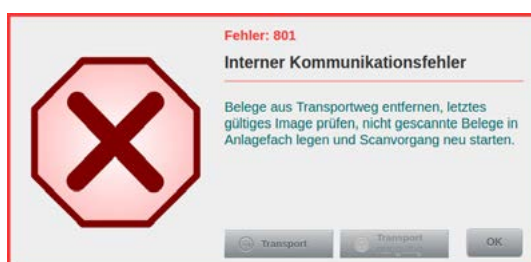 Fehler: 801
Interner Kommunikationsfehler
Belege aus Transportweg entfernen, letztes
gültiges Image prüfen, nicht gescannte Belege in
Anlagefach legen und Scanvorgang neu starten.
Transport
Transport
OK